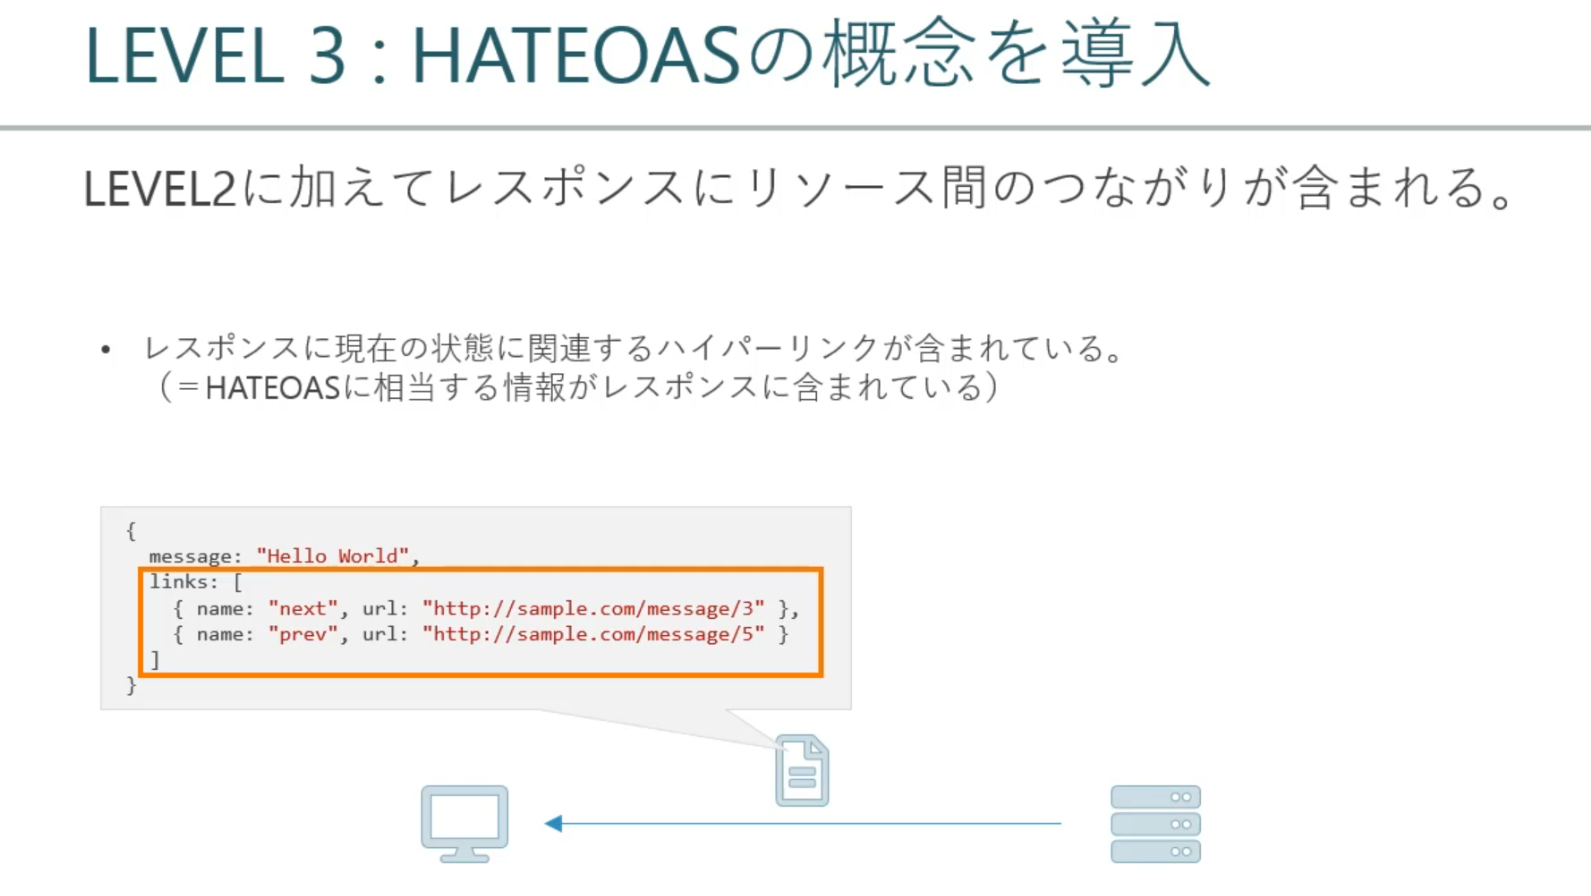 LEVEL 3 : HATEOASの概念を導入
LEVEL2に加えてレスポンスにリソース間のつながりが含まれる。
• レスポンスに現在の状態に関連するハイパーリンクが含まれている。
（＝HATEOASに相当する情報がレスポンスに含まれている）
{
message: "Hello World",
links: [
{ name: "next", url: "http://sample.com/message/3" },
{ name: "prev", url: "http://sample.com/message/5" }
]
}